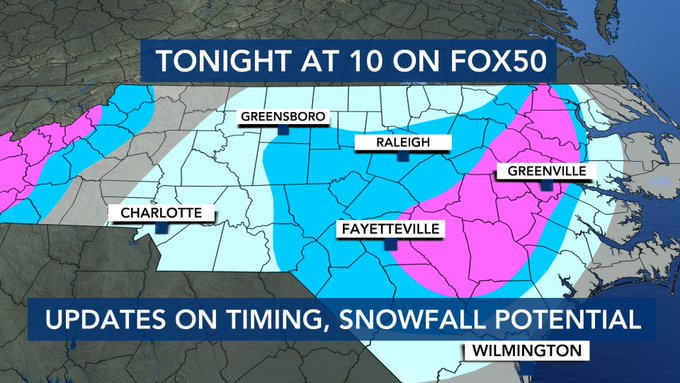 TONIGHT AT 10 ON FOX50
GREENSBORO
RALEIGH
GREENVILLE
CHARLOTTE
FAYETTEVILLE
UPDATES ON TIMING, SNOWFALL POTENTIAL
WILMINGTON